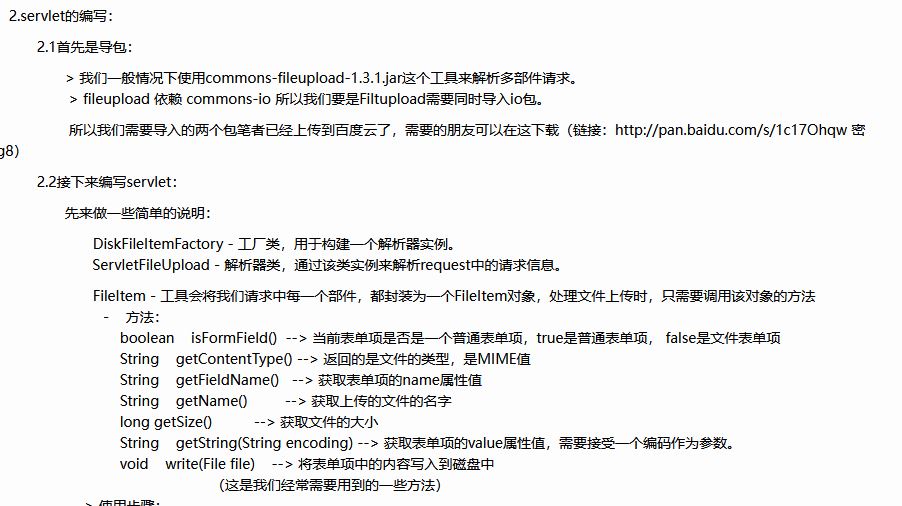 2.servlet的编写：
2.1首先是导包：
> 我们一般情况下使用commons-fileupload-1.3.1.jar这个工具来解析多部件请求。
> fileupload 依赖 commons-io 所以我们要是Filtupload需要同时导入io包。
所以我们需要导入的两个包笔者已经上传到百度云了，需要的朋友可以在这下载（链接：http://pan.baidu.com/s/1c17Ohqw 密
g8）
2.2接下来编写servlet：
先来做一些简单的说明：
DiskFileItemFactory - 工厂类，用于构建一个解析器实例。
ServletFileUpload - 解析器类，通过该类实例来解析request中的请求信息。
FileItem - 工具会将我们请求中每一个部件，都封装为一个FileItem对象，处理文件上传时，只需要调用该对象的方法
- 方法：
boolean isFormField() --> 当前表单项是否是一个普通表单项，true是普通表单项， false是文件表单项
String getContentType() --> 返回的是文件的类型，是MIME值
String getFieldName() --> 获取表单项的name属性值
String getName() --> 获取上传的文件的名字
long getSize() --> 获取文件的大小
String getString(String encoding) --> 获取表单项的value属性值，需要接受一个编码作为参数。
void write(File file) --> 将表单项中的内容写入到磁盘中
（这是我们经常需要用到的一些方法）
> 使用步骤：